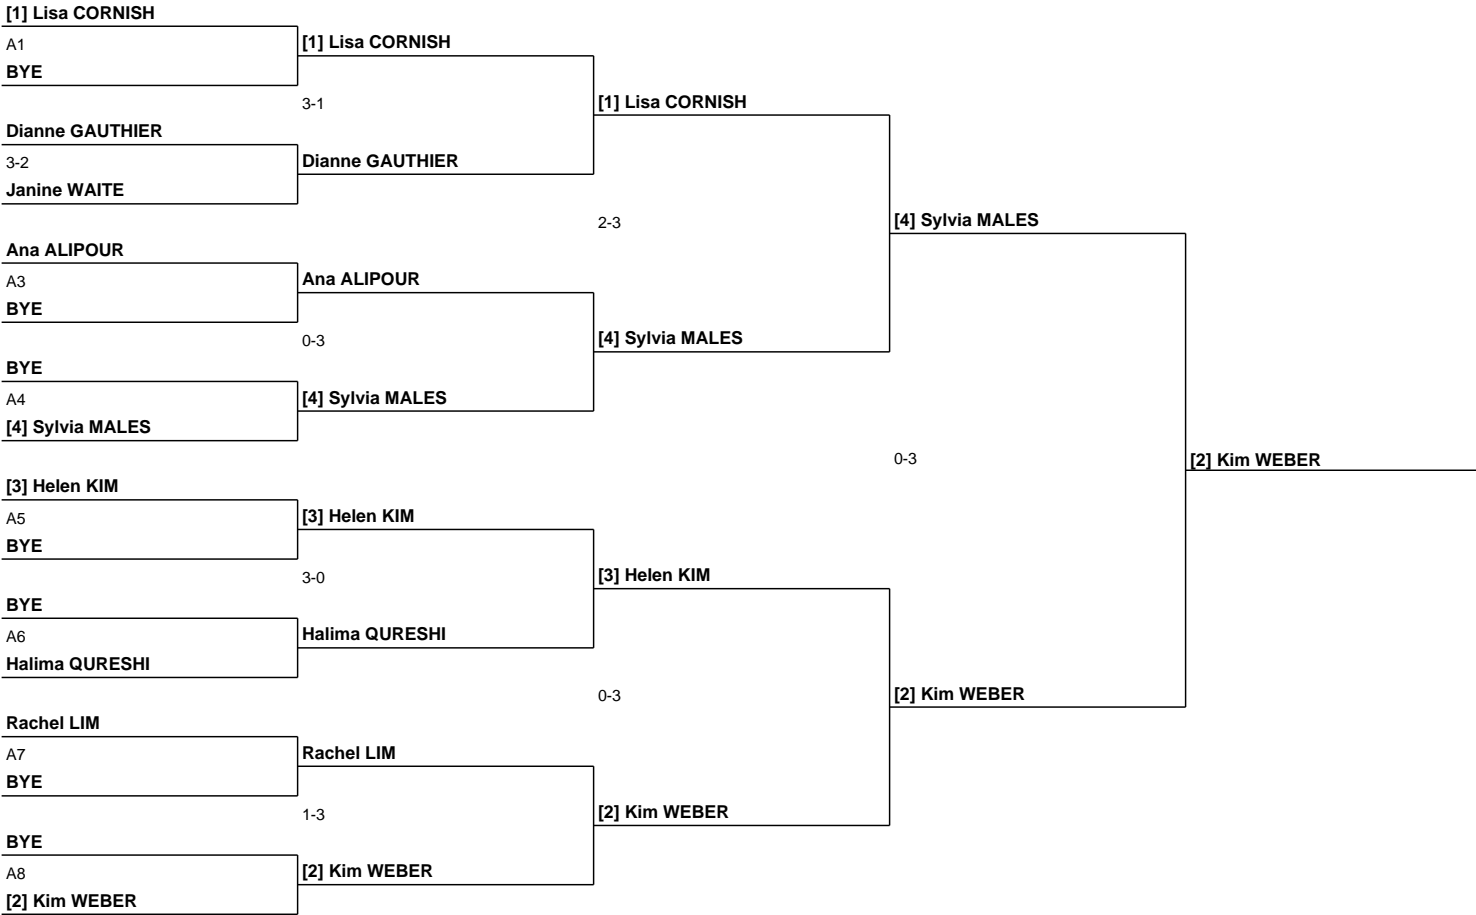 [1] Lisa CORNISH
A1
BYE
Dianne GAUTHIER
3-2
Janine WAITE
Ana ALIPOUR
A3
BYE
BYE
A4
[4] Sylvia MALES
[3] Helen KIM
A5
BYE
BYE
A6
Halima QURESHI
Rachel LIM
A7
BYE
BYE
A8
[2] Kim WEBER
[1] Lisa CORNISH
3-1
Dianne GAUTHIER
Ana ALIPOUR
0-3
[4] Sylvia MALES
[3] Helen KIM
3-0
Halima QURESHI
Rachel LIM
1-3
[2] Kim WEBER
[1] Lisa CORNISH
2-3
[4] Sylvia MALES
[3] Helen KIM
0-3
[2] Kim WEBER
[4] Sylvia MALES
0-3
[2] Kim WEBER
[2] Kim WEBER